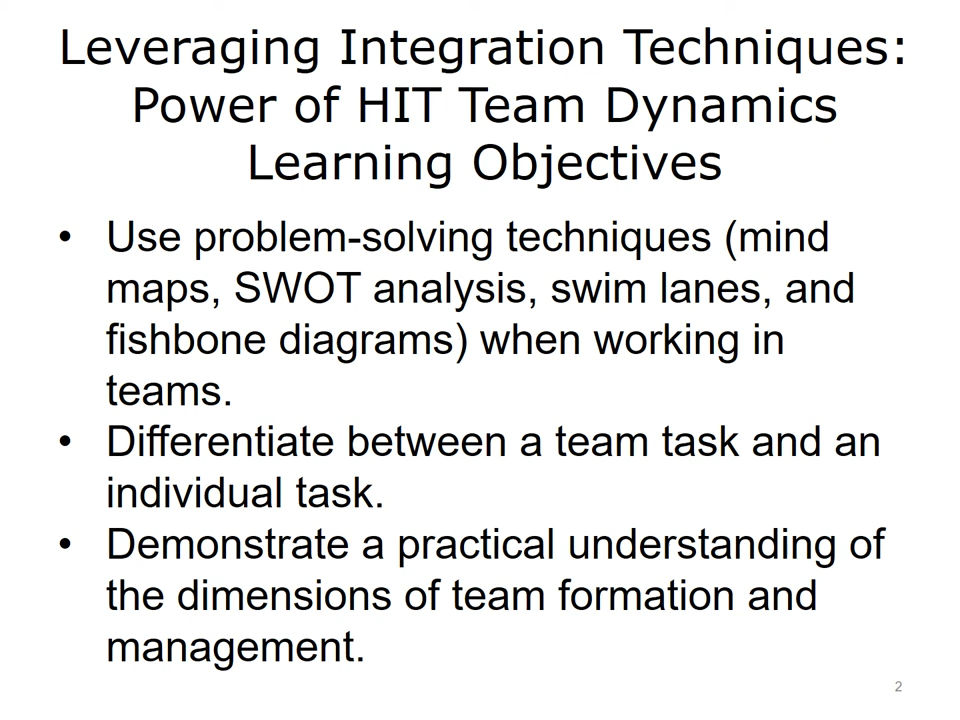 Leveraging Integration Techniques:
Power of HIT Team Dynamics
Learning Objectives
• Use problem-solving techniques (mind
maps, SWOT analysis, swim lanes, and
fishbone diagrams) when working in
teams.
• Differentiate between a team task and an
individual task.
• Demonstrate a practical understanding of
the dimensions of team formation and
management.
2